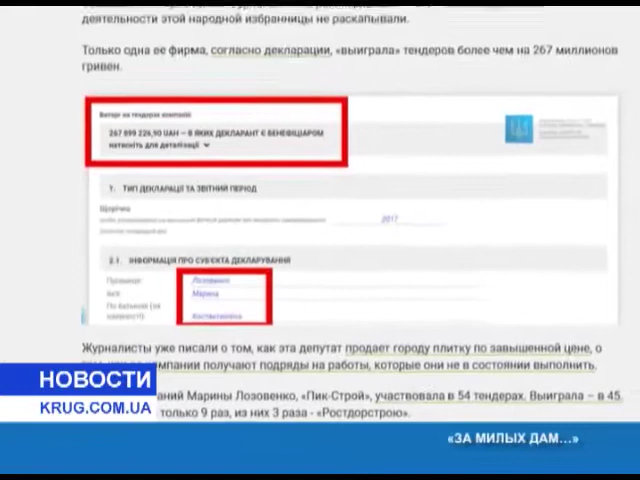 деятельности этой народной избранницы не раскапывали.
Только одна ее фирма, согласно декларации, «выиграла» тендеров более чем на 267 миллионов
гривен.
Виграш на тендерах компаній
267 899 226,90 UAH — В ЯКИХ ДЕКЛАРАНТ Є БЕНЕФІЦІАРОМ
натисніть для деталізації
1. ТИП ДЕКЛАРАЦІЇ ТА ЗВІТНИЙ ПЕРІОД
Щорічна
2017
2.1. ІНФОРМАЦІЯ ПРО СУБ'ЄКТА ДЕКЛАРУВАННЯ
Прізвище: Лозовенко
Ім'я: Марина
По батькові (за
наявності): Костянтинівна
Журналисты уже писали о том, как эта депутат продает городу плитку по завышенной цене, о
компании получают подряды на работы, которые они не в состоянии выполнить.
аний Марины Лозовенко, «Пик-Строй», участвовала в 54 тендерах. Выиграла – в 45.
только 9 раз, из них 3 раза - «Ростдорстрою».
НОВОСТИ
KRUG.COM.UA
«ЗА МИЛЫХ ДАМ...»